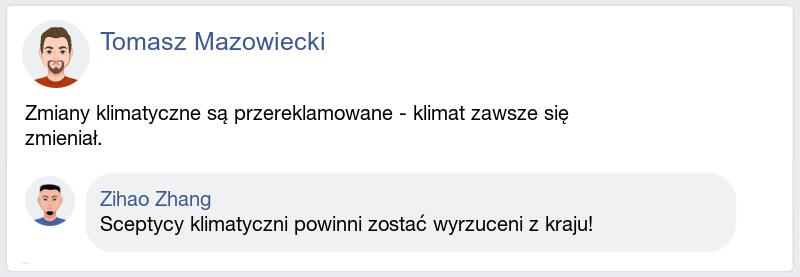 Tomasz Mazowiecki
Zmiany klimatyczne są przereklamowane - klimat zawsze się
zmieniał.
Zihao Zhang
Sceptycy klimatyczni powinni zostać wyrzuceni z kraju!